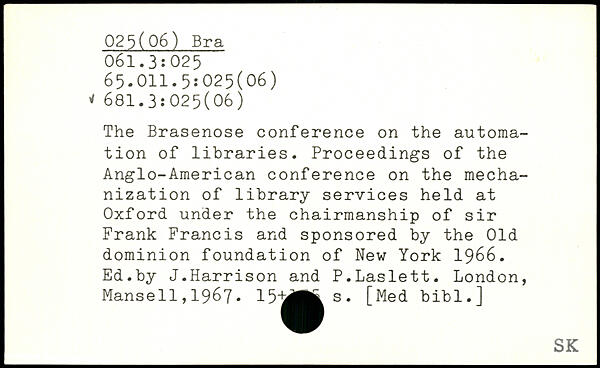 025(06) Bra
061.3:025
65.011.5:025(06)
✓ 681.3:025(06)
The Brasenose conference on the automa-
tion of libraries. Proceedings of the
Anglo-American conference on the mecha-
nization of library services held at
Oxford under the chairmanship of sir
Frank Francis and sponsored by the Old
dominion foundation of New York 1966.
Ed.by J.Harrison and P.Laslett. London,
Mansell,1967. s. [Med bibl.]
SK